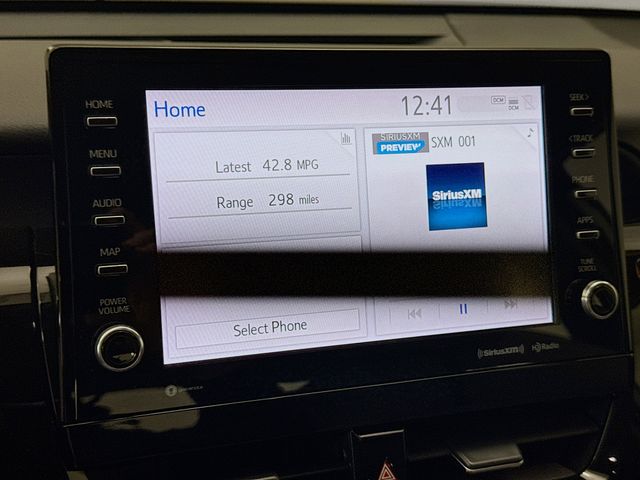 HOME
MENU
AUDIO
MAP
POWER
VOLUME
Home
12:41
DCM
DCM
Latest 42.8 MPG
Range 298 miles
SIRIUSXM
PREVIEW
SXM 001
SiriusXM
Select Phone
SEEK>
<TRACK
PHONE
APPS
TUNE
SCROLL
SiriusXM
HD Radio